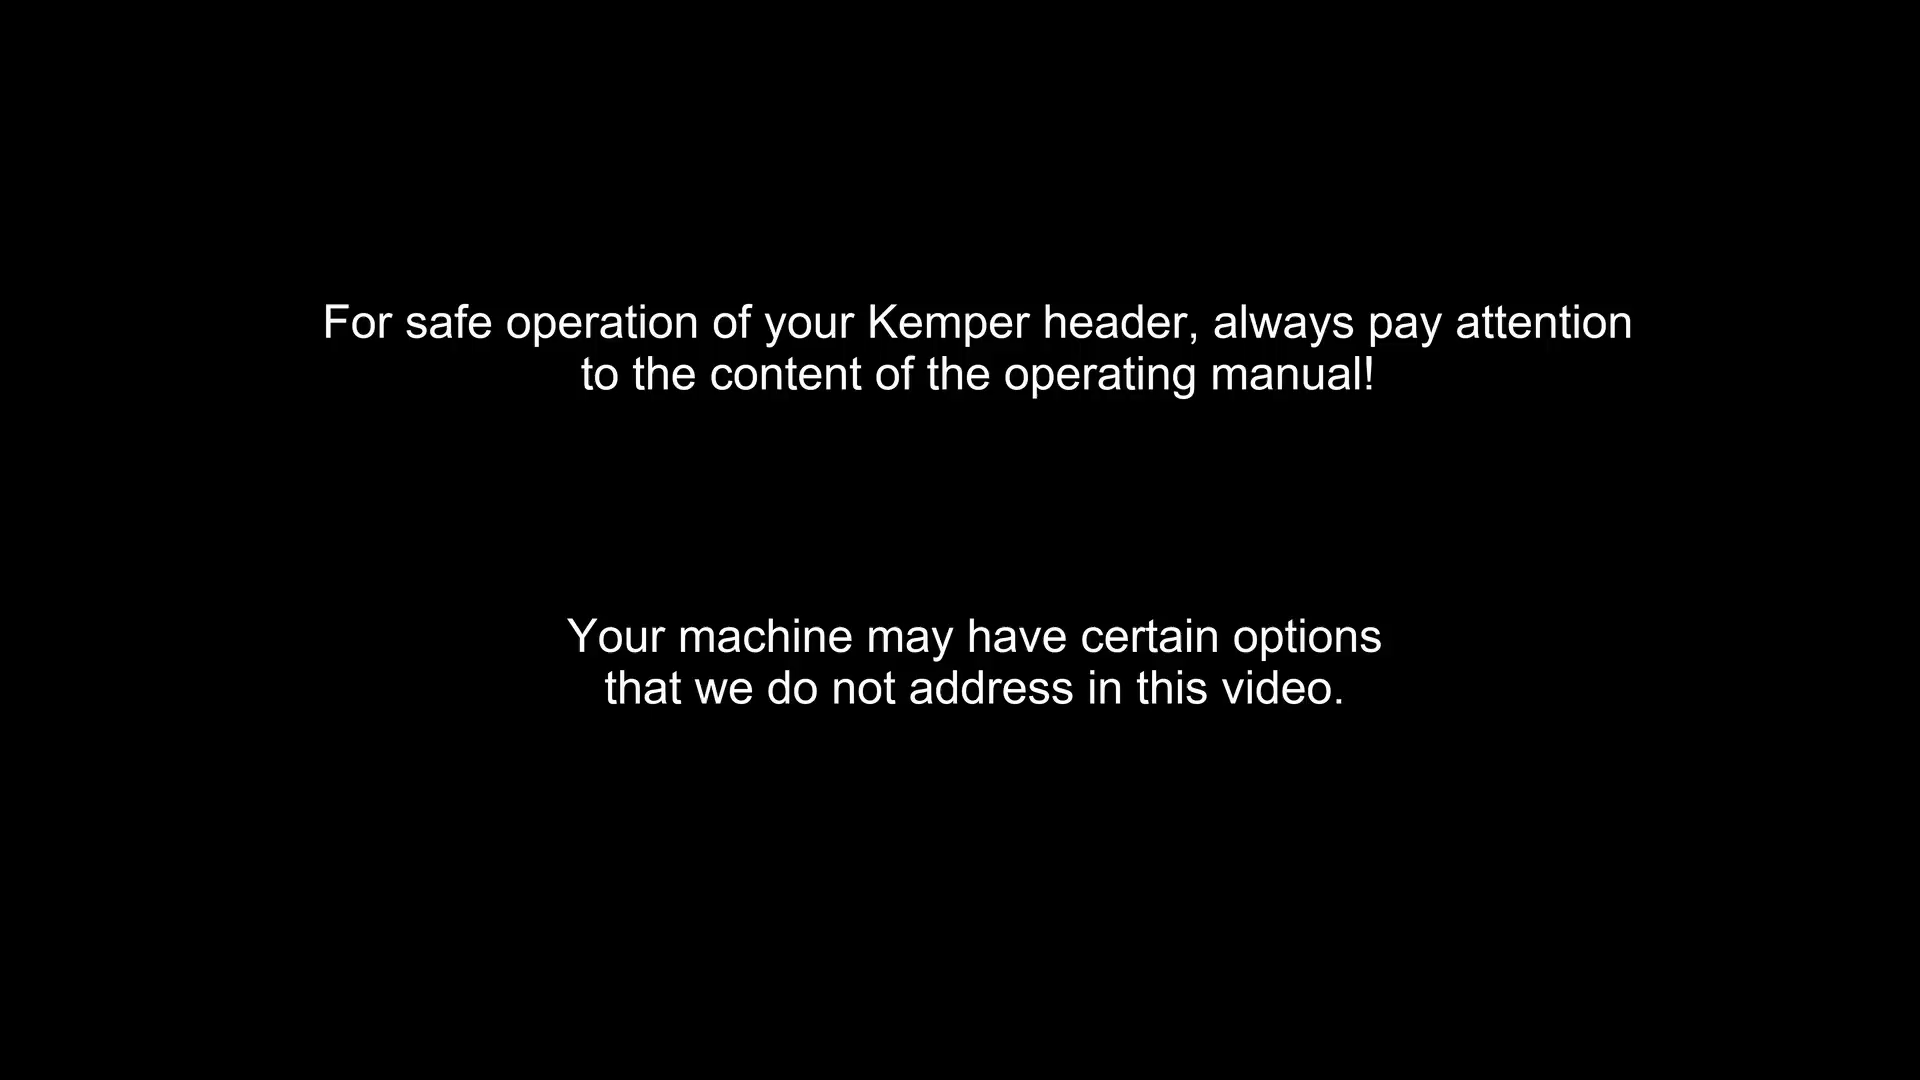 For safe operation of your Kemper header, always pay attention
to the content of the operating manual!
Your machine may have certain options
that we do not address in this video.